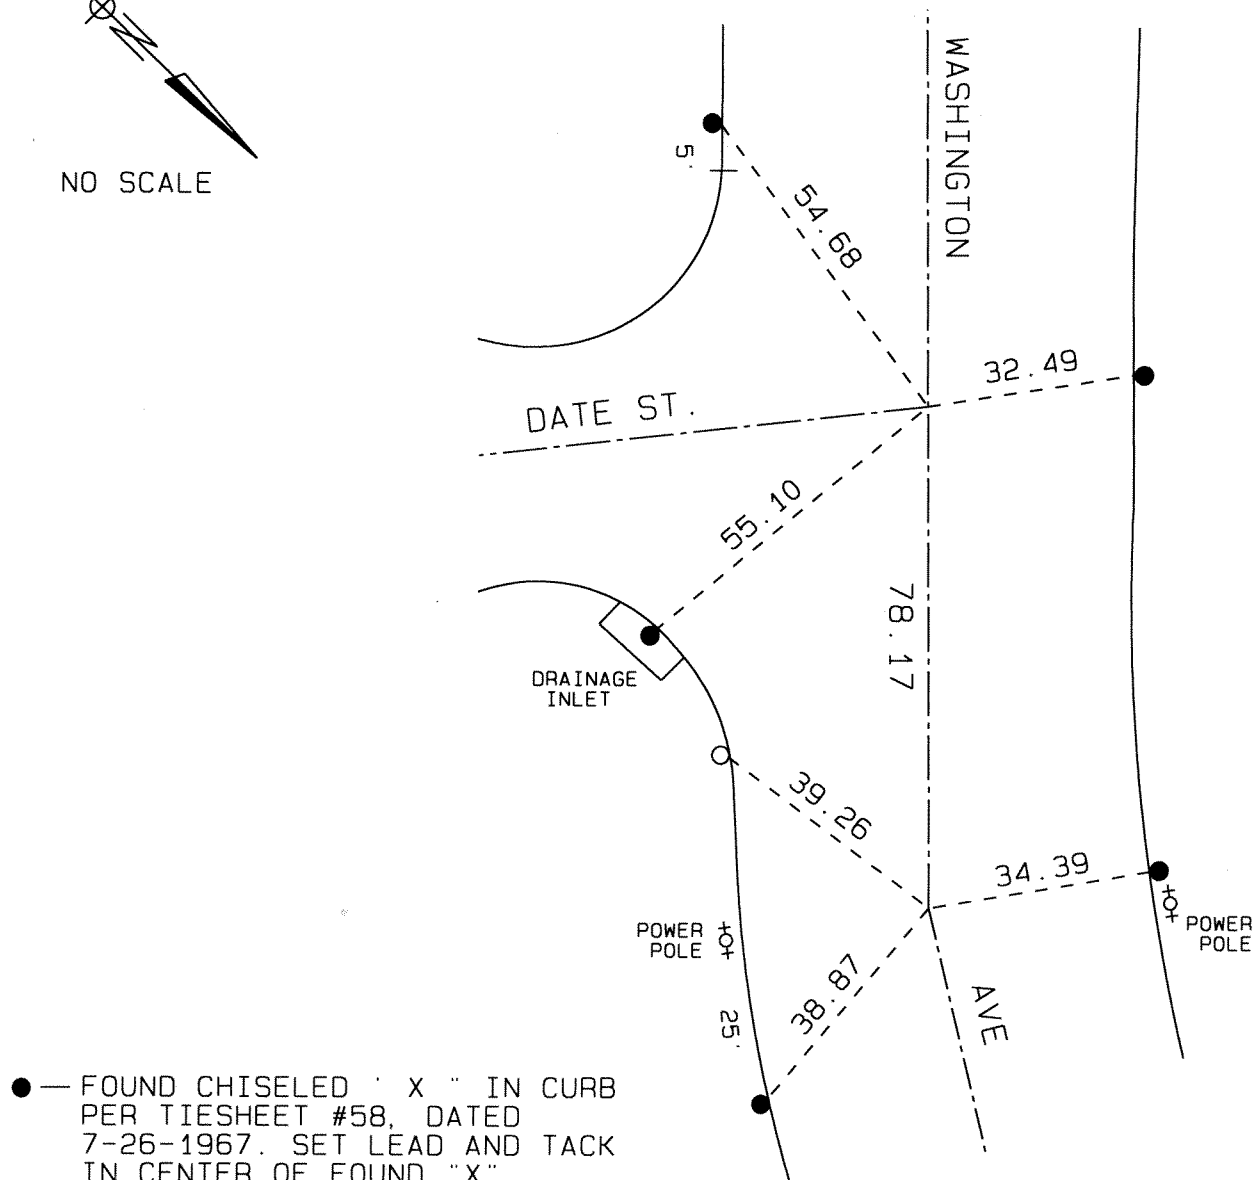 N
NO SCALE
WASHINGTON
5'
54.68
32.49
DATE ST.
55.10
78.17
DRAINAGE
INLET
39.26
34.39
POWER
POLE
POWER
POLE
38.87
25'
AVE
FOUND CHISELED ' X " IN CURB
PER TIESHEET #58, DATED
7-26-1967. SET LEAD AND TACK
IN CENTER OF FOUND "X"